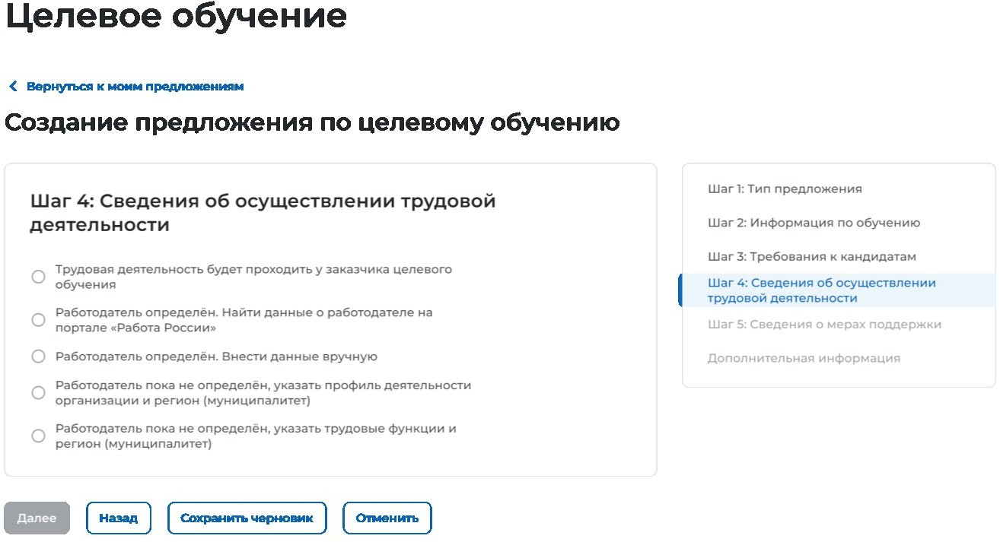 Целевое обучение
Вернуться к моим предложениям
Создание предложения по целевому обучению
Шаг 4: Сведения об осуществлении трудовой
деятельности
Трудовая деятельность будет проходить у заказчика целевого
обучения
Работодатель определён. Найти данные о работодателе на
портале «Работа России»
Работодатель определён. Внести данные вручную
Работодатель пока не определён, указать профиль деятельности
организации и регион (муниципалитет)
Работодатель пока не определён, указать трудовые функции и
регион (муниципалитет)
Шаг 1: Тип предложения
Шаг 2: Информация по обучению
Шаг 3: Требования к кандидатам
Шаг 4: Сведения об осуществлении
трудовой деятельности
Шаг 5: Сведения о мерах поддержки
Дополнительная информация
Далее
Назад
Сохранить черновик
Отменить